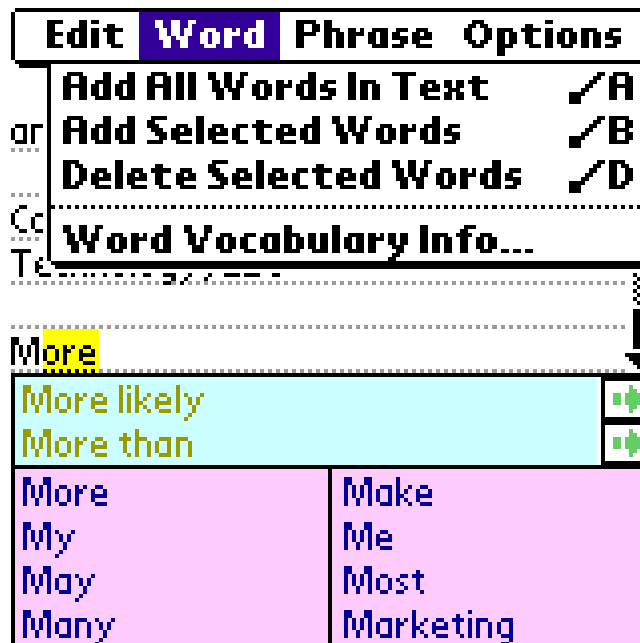 Edit Word Phrase Options
Add All Words In Text /A
Add Selected Words /B
Delete Selected Words /D
Word Vocabulary Info...
More
More likely
More than
More Make
My Me
May Most
Many Marketing